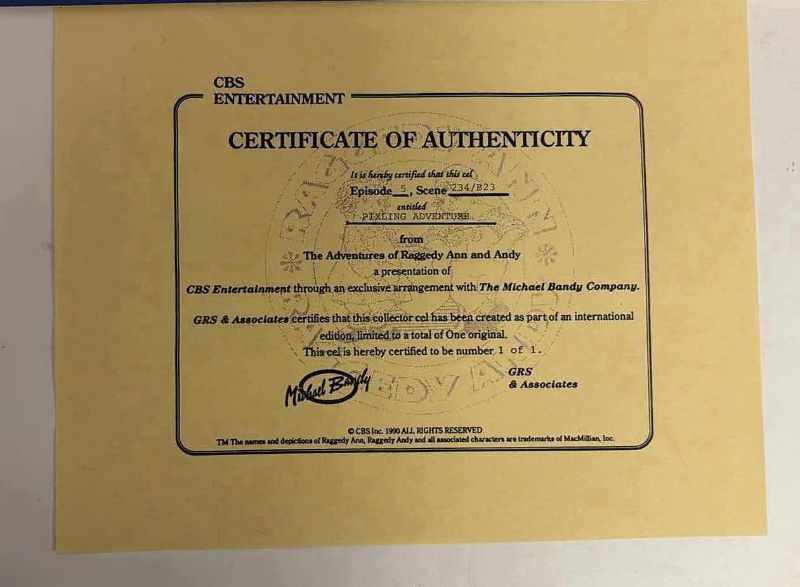 CBS
ENTERTAINMENT
CERTIFICATE OF AUTHENTICITY
It is hereby certified that this cel
Episode 5, Scene 234/B23
entitled
PIXLING ADVENTURE
from
The Adventures of Raggedy Ann and Andy
a presentation of
CBS Entertainment through an exclusive arrangement with The Michael Bandy Company.
GRS & Associates certifies that this collector cel has been created as part of an international
edition, limited to a total of One original.
This cel is hereby certified to be number 1 of 1.
Michael Bandy
GRS
& Associates
© CBS Inc. 1990 ALL RIGHTS RESERVED
TM The names and depictions of Raggedy Ann, Raggedy Andy and all associated characters are trademarks of MacMillian, Inc.